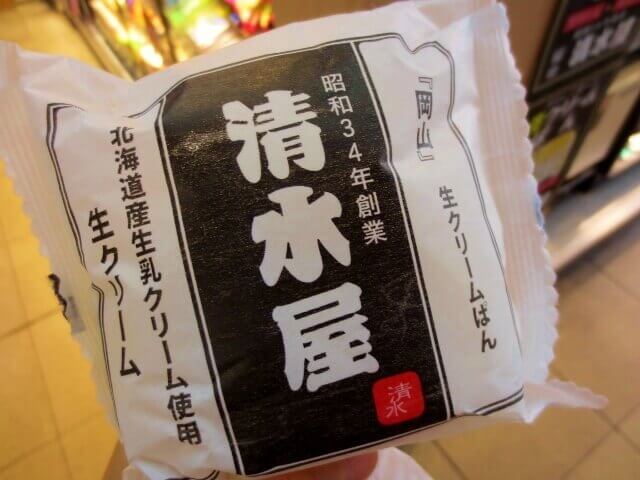 『岡山』
生クリームぱん
昭和34年創業
清水屋
清水
北海道産生乳クリーム使用
生クリーム